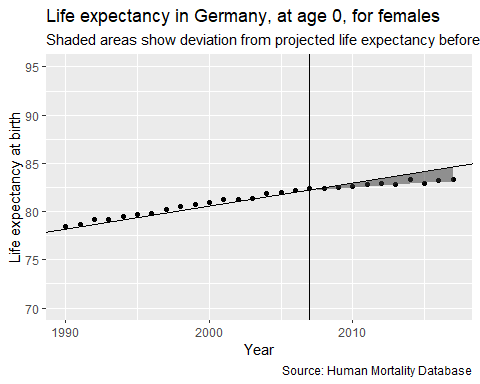 Life expectancy in Germany, at age 0, for females
Shaded areas show deviation from projected life expectancy before
95
90
85
80
75
70
Life expectancy at birth
1990
2000
2010
Year
Source: Human Mortality Database